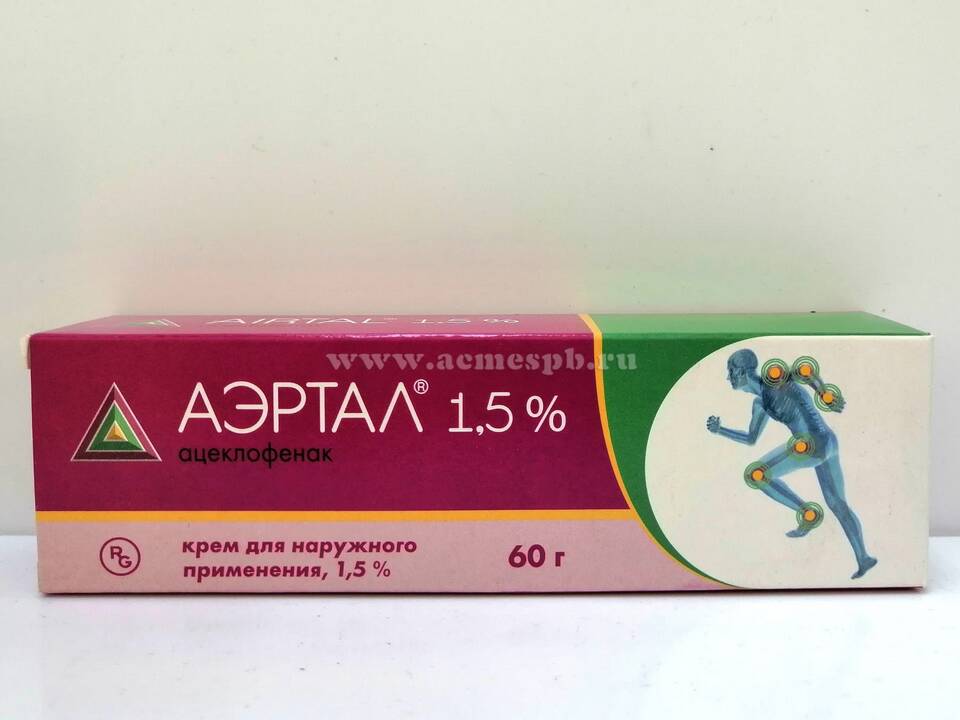 AIRTAL® 1,5 %
www.acmespb.ru
АЭРТАЛ® 1,5 %
ацеклофенак
RG
крем для наружного
применения, 1,5 %
60 г